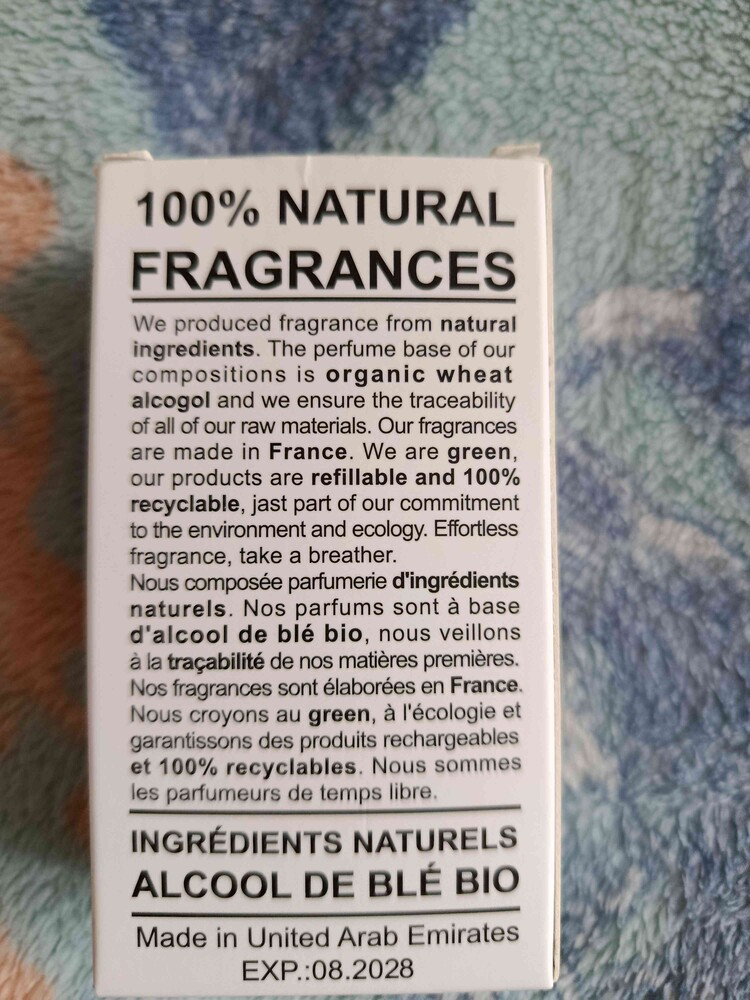 100% NATURAL
FRAGRANCES
We produced fragrance from natural
ingredients. The perfume base of our
compositions is organic wheat
alcogol and we ensure the traceability
of all of our raw materials. Our fragrances
are made in France. We are green,
our products are refillable and 100%
recyclable, jast part of our commitment
to the environment and ecology. Effortless
fragrance, take a breather.
Nous composée parfumerie d'ingrédients
naturels. Nos parfums sont à base
d'alcool de blé bio, nous veillons
à la traçabilité de nos matières premières.
Nos fragrances sont élaborées en France.
Nous croyons au green, à l'écologie et
garantissons des produits rechargeables
et 100% recyclables. Nous sommes
les parfumeurs de temps libre.
INGRÉDIENTS NATURELS
ALCOOL DE BLÉ BIO
Made in United Arab Emirates
EXP.:08.2028